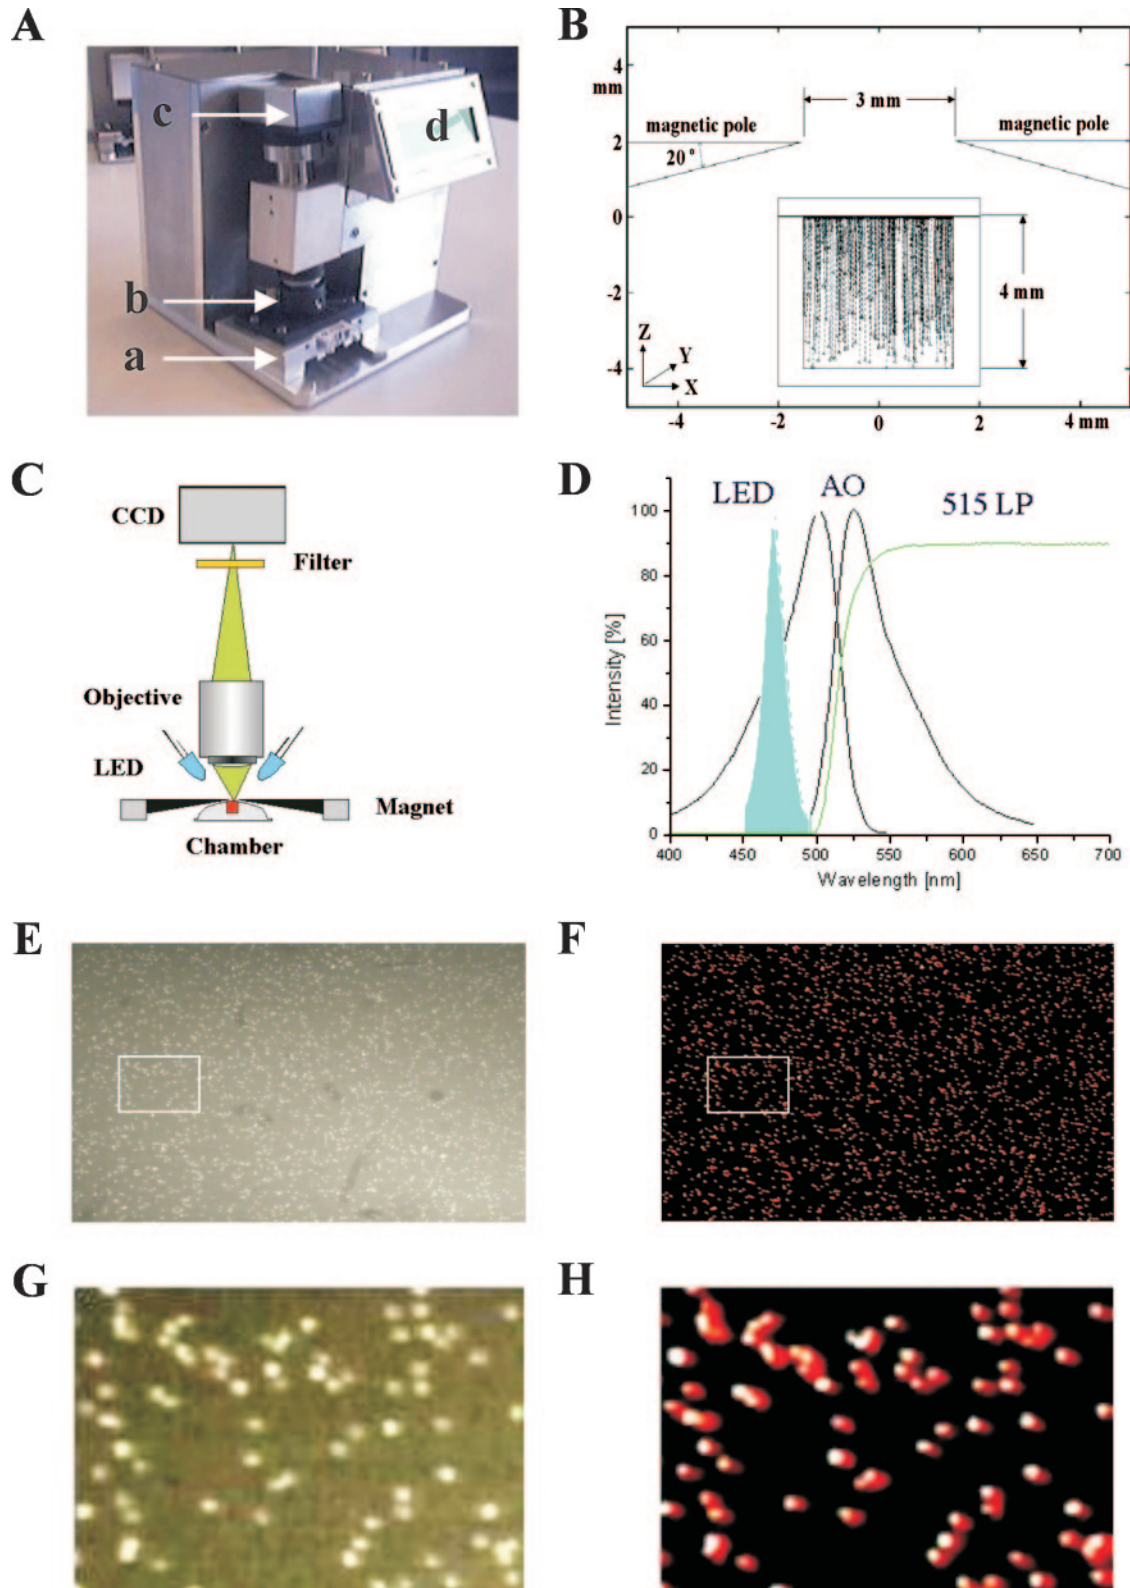 A
c
d
b
a
B
4
mm
3 mm
magnetic pole
magnetic pole
2
20°
0
4 mm
-2
Z
Y
X
-4
-4
-2
0
2
4 mm
C
CCD
Filter
Objective
LED
Magnet
Chamber
D
LED
AO
515 LP
Intensity [%]
100
80
60
40
20
0
400
450
500
550
600
650
700
Wavelength [nm]
E
F
G
H